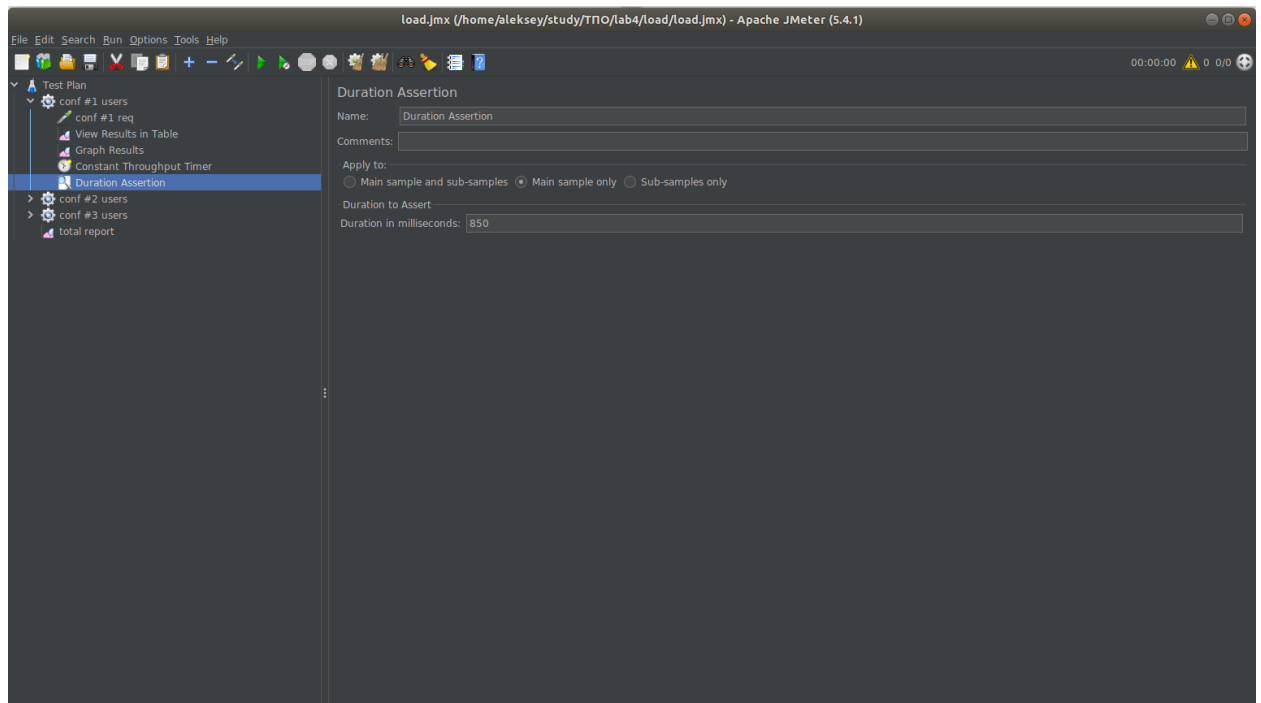 load.jmx (/home/aleksey/study/ТПО/lab4/load/load.jmx) - Apache JMeter (5.4.1)
File Edit Search Run Options Tools Help
00:00:00 0 0/0
Test Plan
conf #1 users
conf #1 req
View Results in Table
Graph Results
Constant Throughput Timer
Duration Assertion
conf #2 users
conf #3 users
total report
Duration Assertion
Name: Duration Assertion
Comments:
Apply to:
Main sample and sub-samples Main sample only Sub-samples only
Duration to Assert
Duration in milliseconds: 850